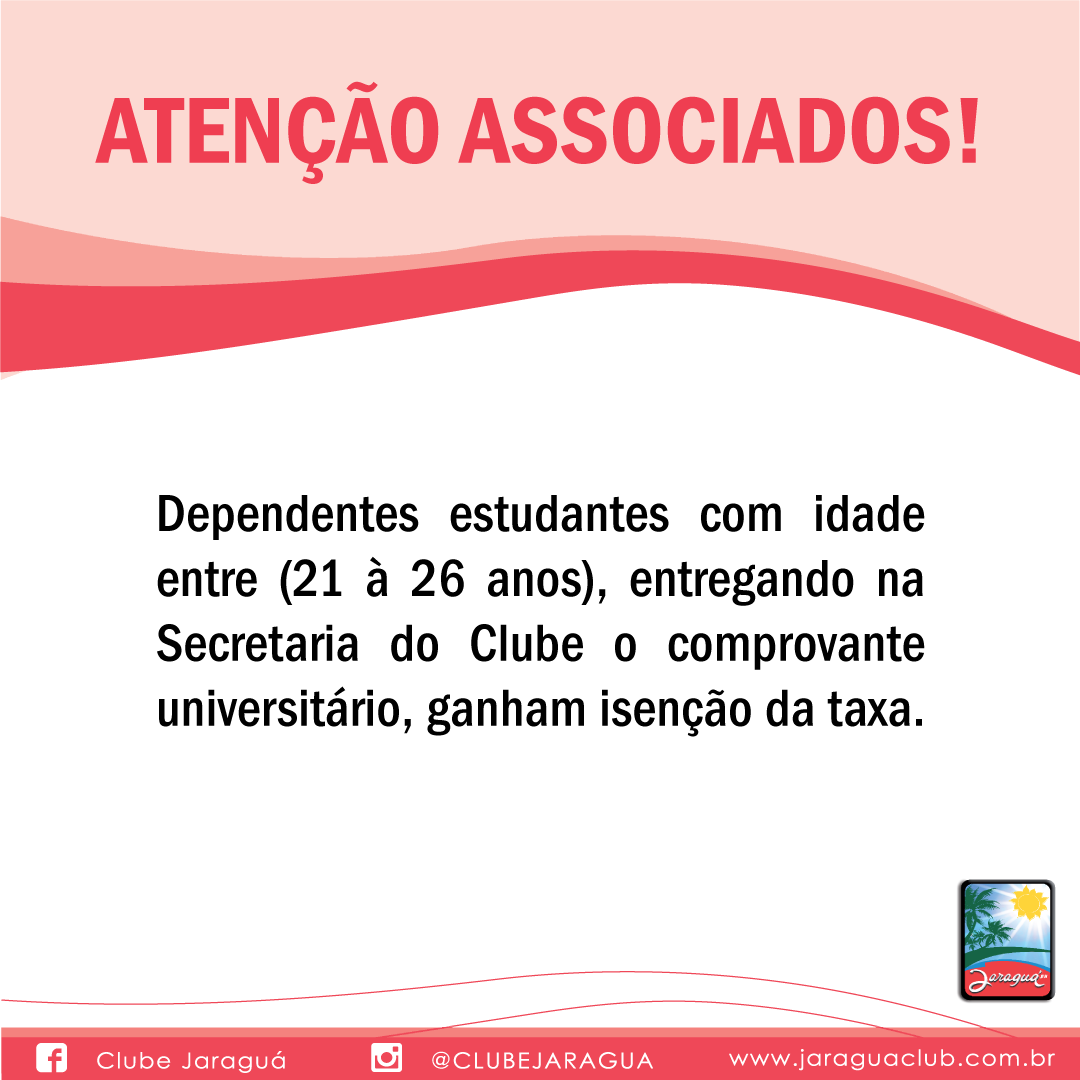 ATENÇÃO ASSOCIADOS!
Dependentes estudantes com idade
entre (21 à 26 anos), entregando na
Secretaria do Clube o comprovante
universitário, ganham isenção da taxa.
Jaraguá
Clube Jaraguá
@CLUBEJARAGUA
www.jaraguaclub.com.br